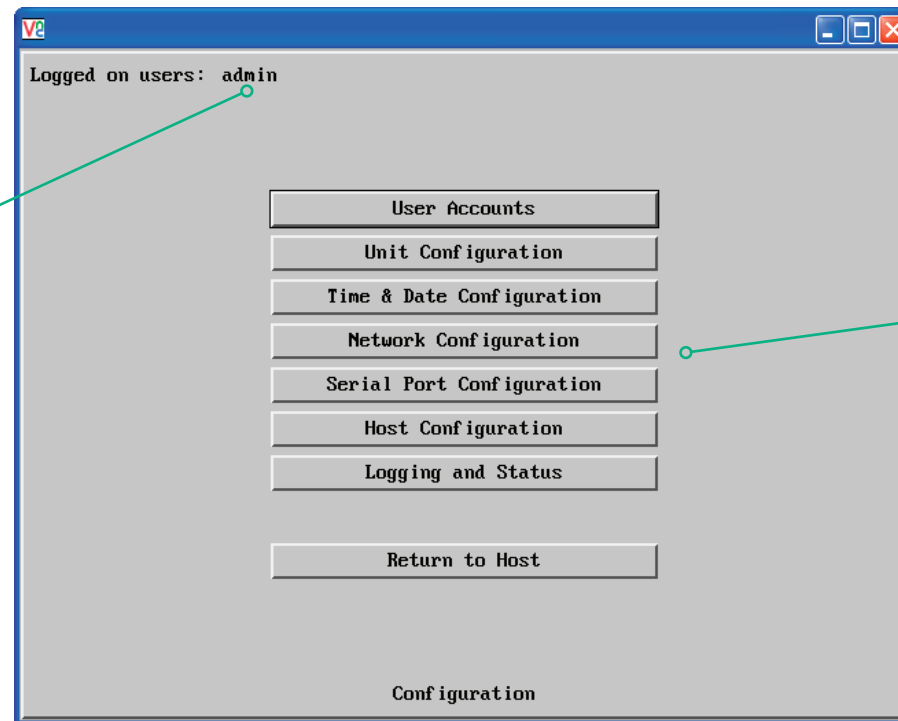 Logged on users: admin
User Accounts
Unit Configuration
Time & Date Configuration
Network Configuration
Serial Port Configuration
Host Configuration
Logging and Status
Return to Host
Configuration